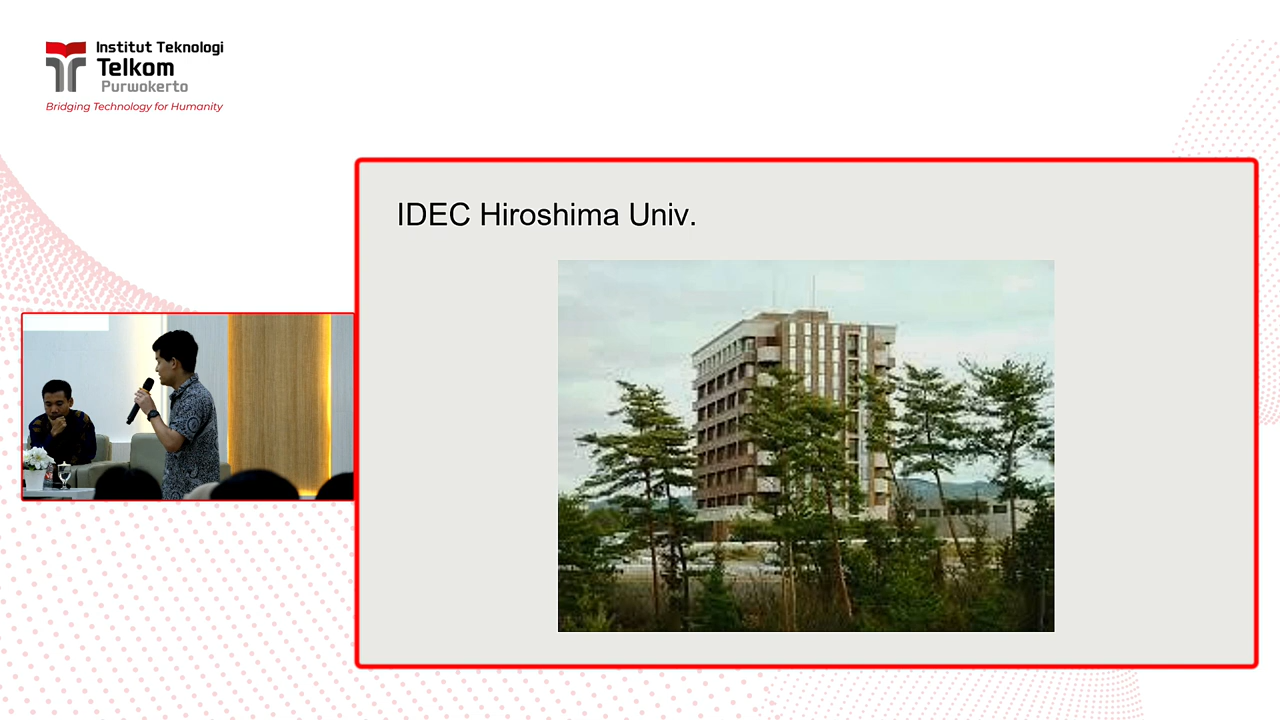 Institut Teknologi
Telkom
Purwokerto
Bridging Technology for Humanity
IDEC Hiroshima Univ.